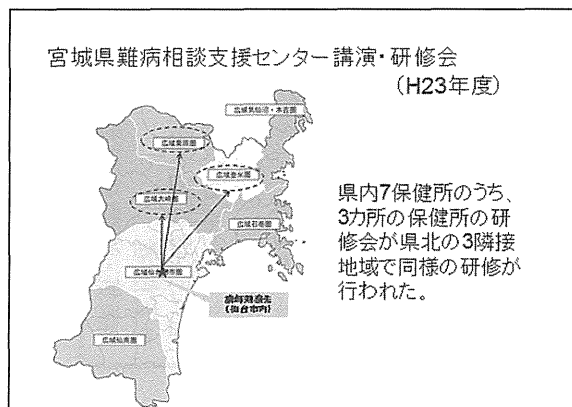 宮城県難病相談支援センター講演・研修会
(H23年度)
広域気仙沼・本吉圏
広域栗原圏
広域登米圏
広域大崎圏
広域石巻圏
広域仙台都市圏
(仙台市内)
広域仙南圏
県内7保健所のうち、
3カ所の保健所の研
修会が県北の3隣接
地域で同様の研修が
行われた。